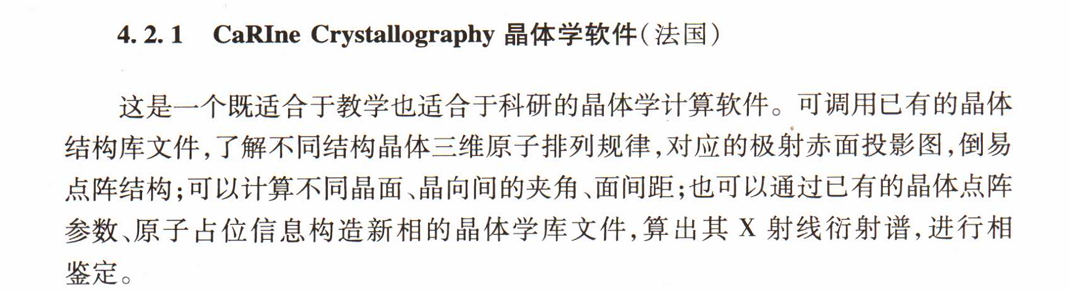 4.2.1 CaRIne Crystallography 晶体学软件(法国)
这是一个既适合于教学也适合于科研的晶体学计算软件。可调用已有的晶体
结构库文件,了解不同结构晶体三维原子排列规律,对应的极射赤面投影图,倒易
点阵结构;可以计算不同晶面、晶向间的夹角、面间距;也可以通过已有的晶体点阵
参数、原子占位信息构造新相的晶体学库文件,算出其 X 射线衍射谱,进行相
鉴定。